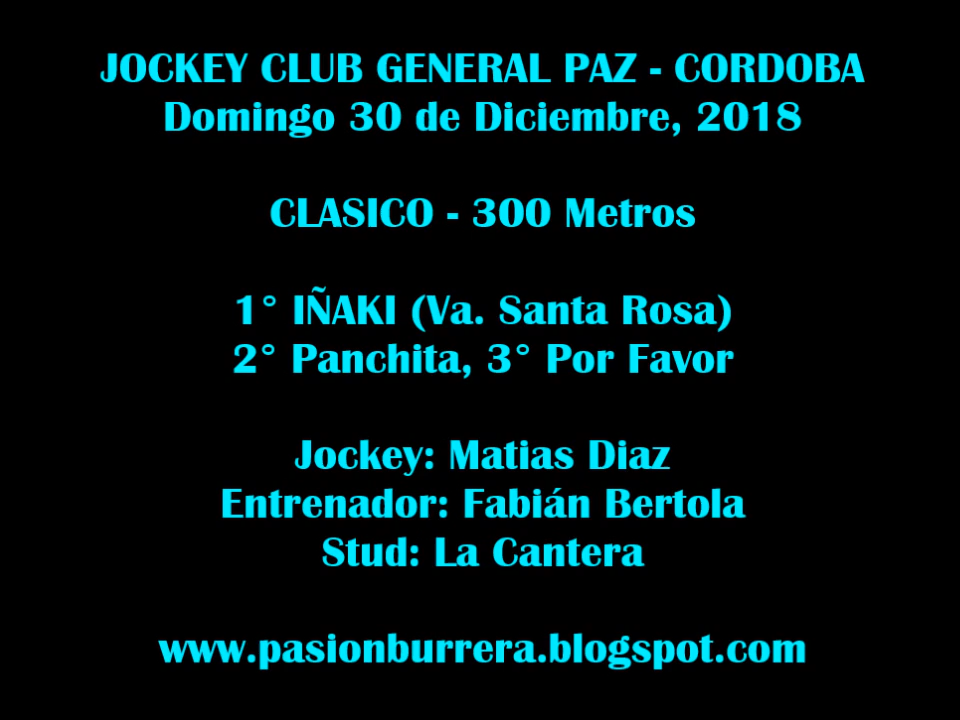 JOCKEY CLUB GENERAL PAZ - CORDOBA
Domingo 30 de Diciembre, 2018
CLASICO - 300 Metros
1° IÑAKI (Va. Santa Rosa)
2° Panchita, 3° Por Favor
Jockey: Matias Diaz
Entrenador: Fabián Bertola
Stud: La Cantera
www.pasionburrera.blogspot.com